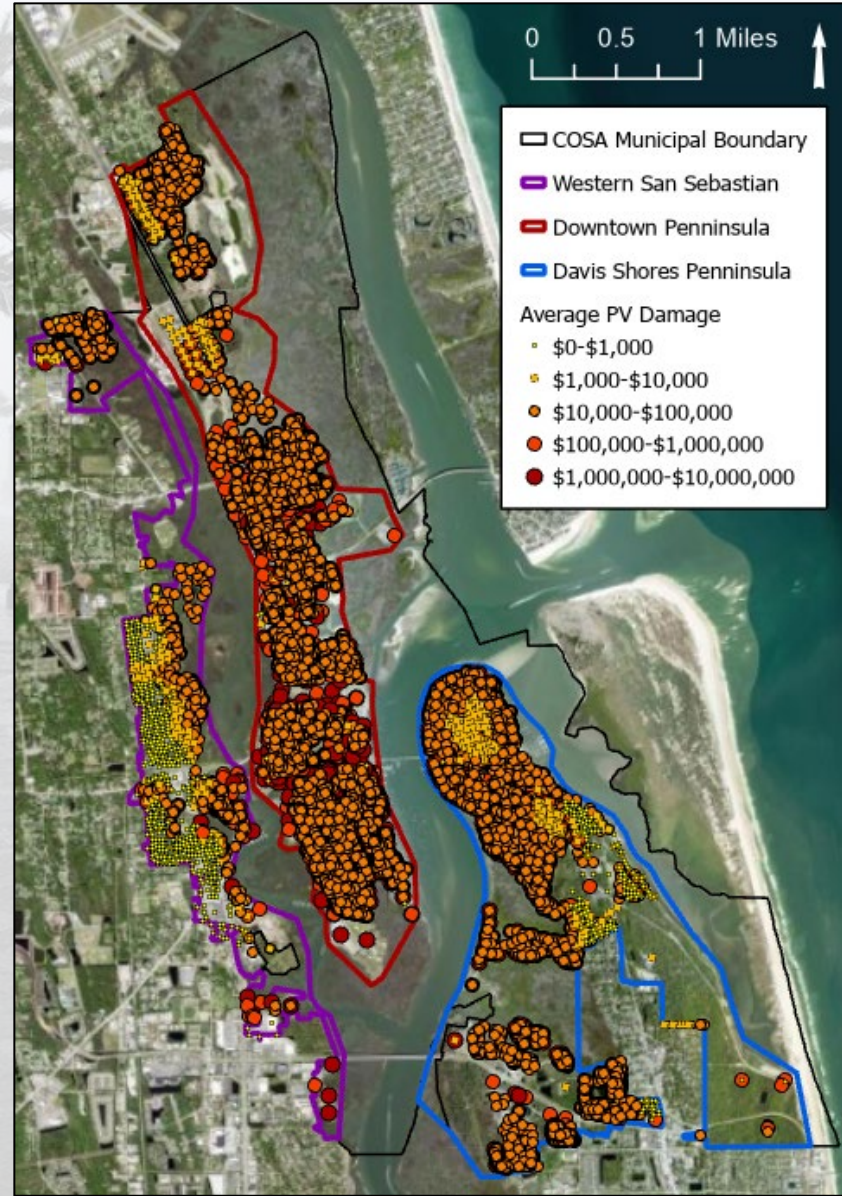 0 0.5 1 Miles
COSA Municipal Boundary
Western San Sebastian
Downtown Penninsula
Davis Shores Penninsula
Average PV Damage
$0-$1,000
$1,000-$10,000
$10,000-$100,000
$100,000-$1,000,000
$1,000,000-$10,000,000